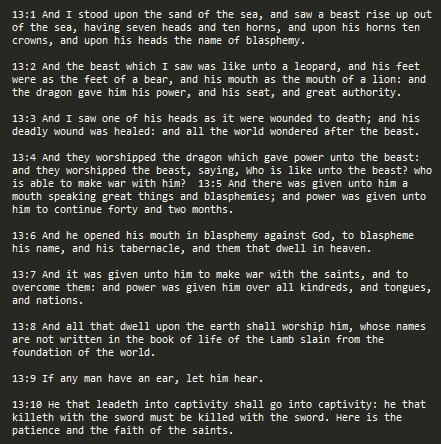 13:1 And I stood upon the sand of the sea, and saw a beast rise up out
of the sea, having seven heads and ten horns, and upon his horns ten
crowns, and upon his heads the name of blasphemy.
13:2 And the beast which I saw was like unto a leopard, and his feet
were as the feet of a bear, and his mouth as the mouth of a lion: and
the dragon gave him his power, and his seat, and great authority.
13:3 And I saw one of his heads as it were wounded to death; and his
deadly wound was healed: and all the world wondered after the beast.
13:4 And they worshipped the dragon which gave power unto the beast:
and they worshipped the beast, saying, Who is like unto the beast? who
is able to make war with him?  13:5 And there was given unto him a
mouth speaking great things and blasphemies; and power was given unto
him to continue forty and two months.
13:6 And he opened his mouth in blasphemy against God, to blaspheme
his name, and his tabernacle, and them that dwell in heaven.
13:7 And it was given unto him to make war with the saints, and to
overcome them: and power was given him over all kindreds, and tongues,
and nations.
13:8 And all that dwell upon the earth shall worship him, whose names
are not written in the book of life of the Lamb slain from the
foundation of the world.
13:9 If any man have an ear, let him hear.
13:10 He that leadeth into captivity shall go into captivity: he that
killeth with the sword must be killed with the sword. Here is the
patience and the faith of the saints.